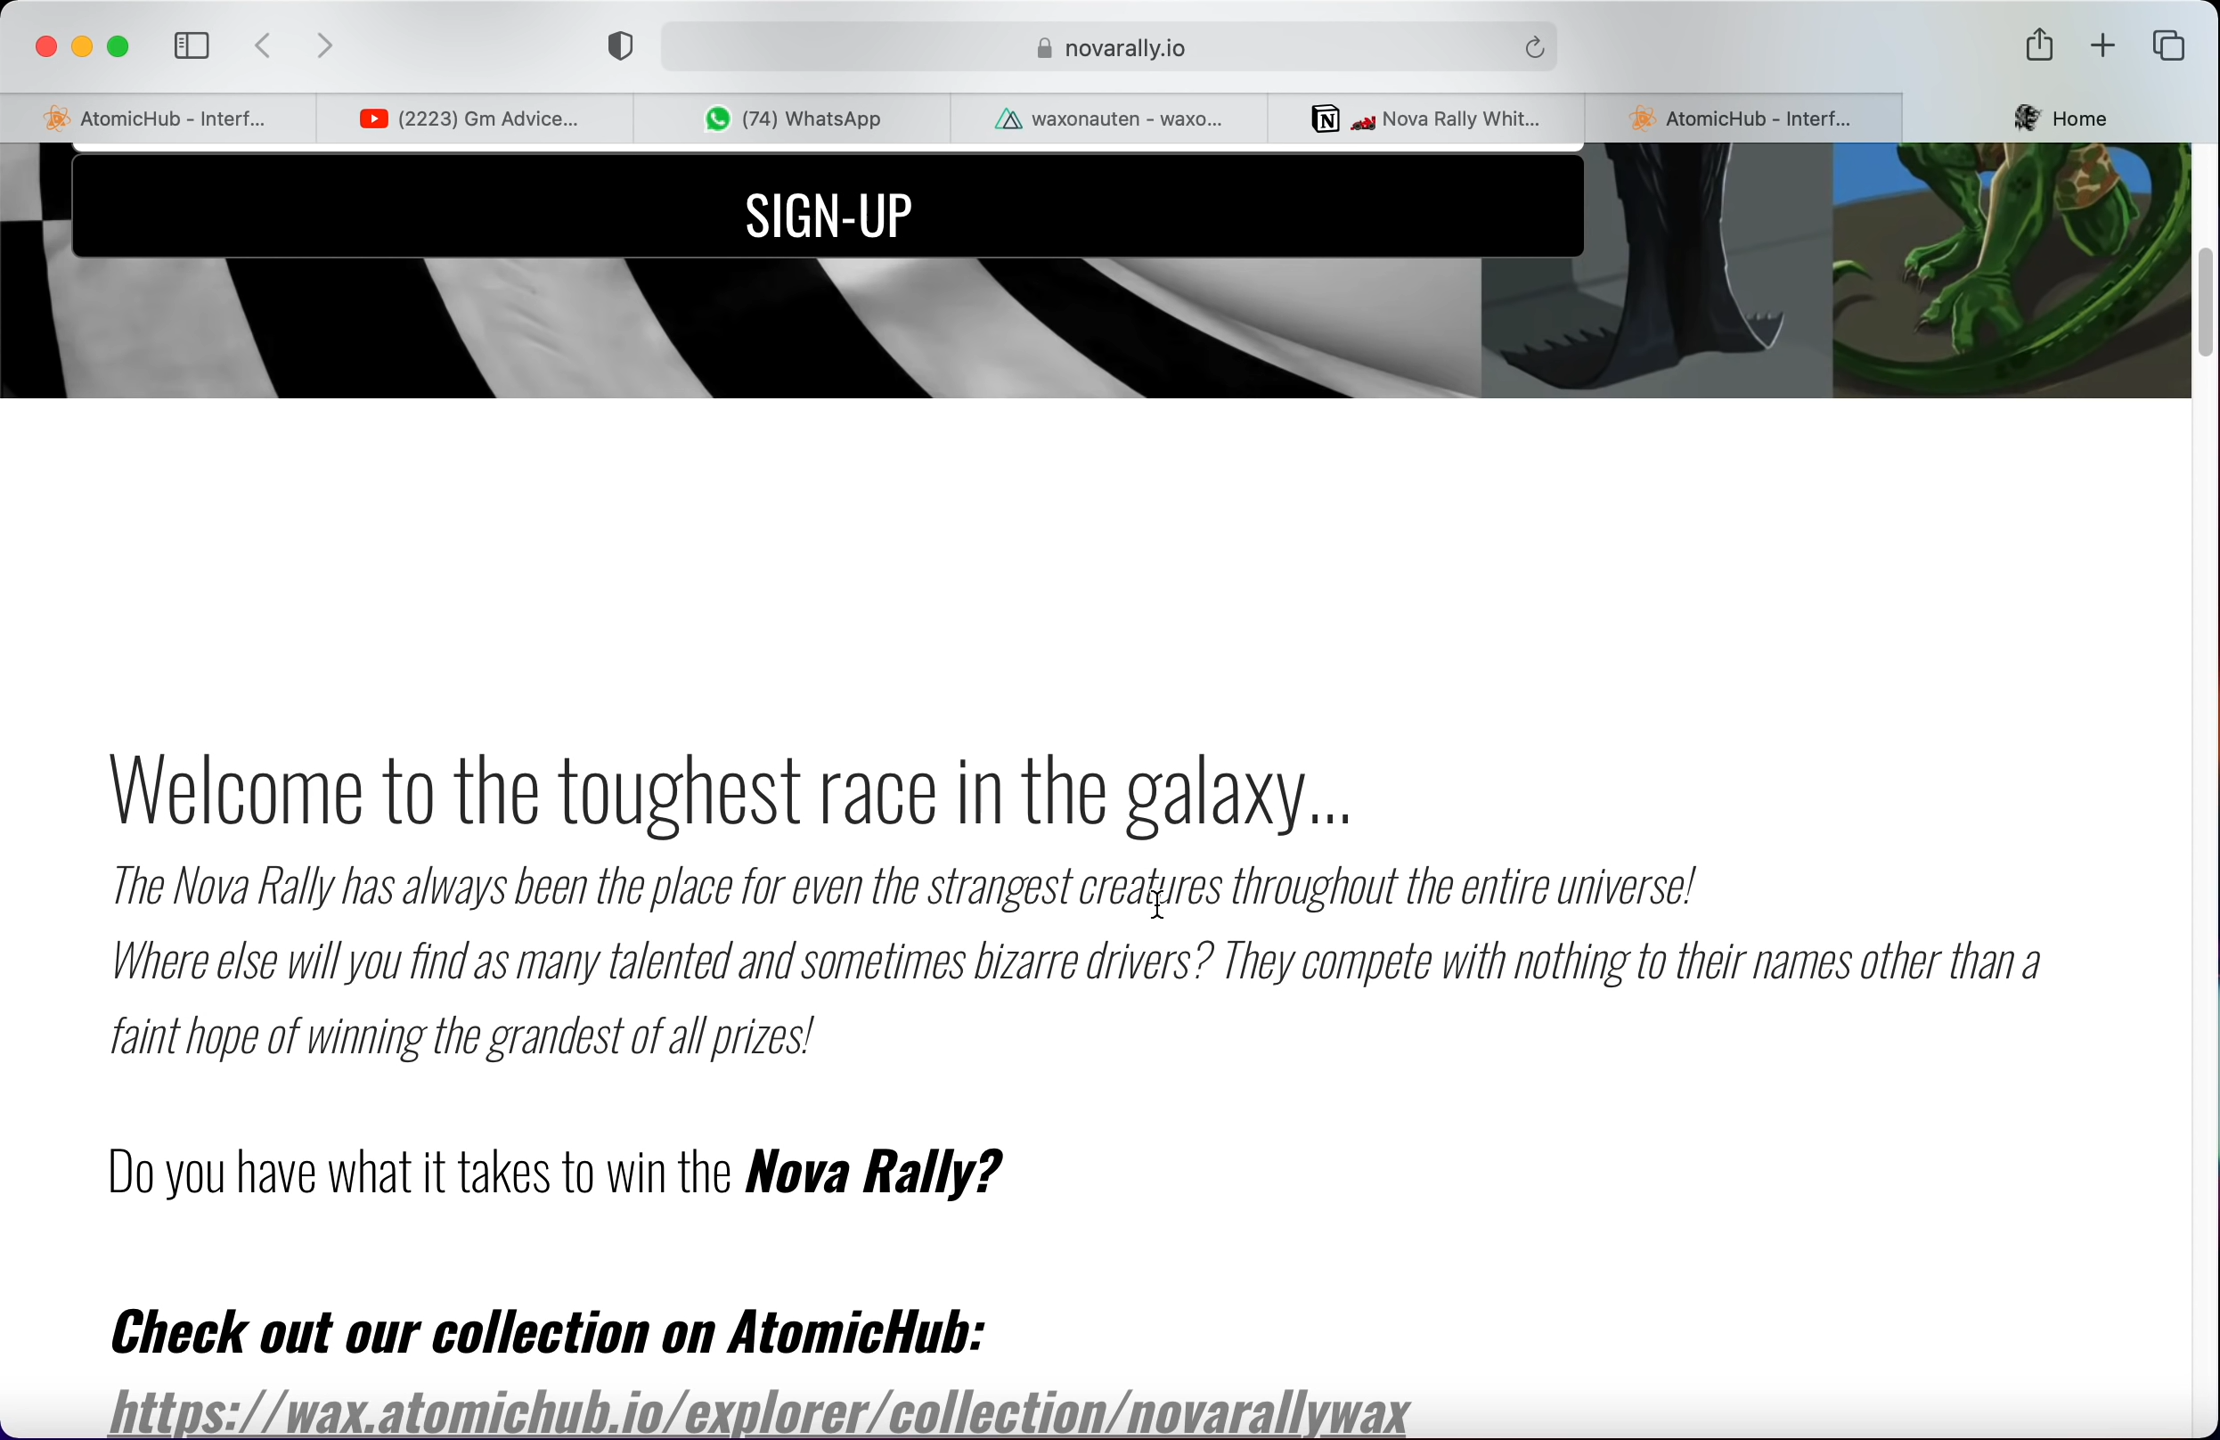 novarally.io
AtomicHub - Interf...
(2223) Gm Advice...
(74) WhatsApp
waxonauten - waxo...
Nova Rally Whit...
AtomicHub - Interf...
Home
SIGN-UP
Welcome to the toughest race in the galaxy...
The Nova Rally has always been the place for even the strangest creatures throughout the entire universe!
Where else will you find as many talented and sometimes bizarre drivers? They compete with nothing to their names other than a
faint hope of winning the grandest of all prizes!
Do you have what it takes to win the Nova Rally?
Check out our collection on AtomicHub:
https://wax.atomichub.io/explorer/collection/novarallywax